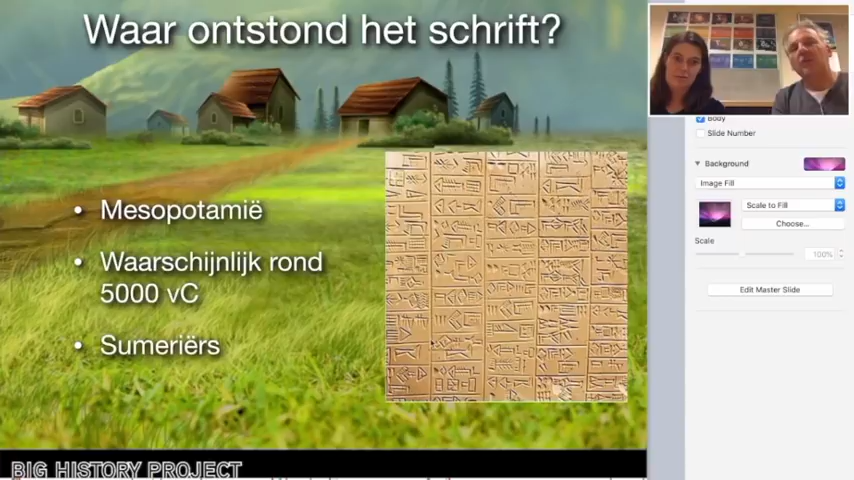 Waar ontstond het schrift?
• Mesopotamië
• Waarschijnlijk rond
5000 vC
• Sumeriërs
BIG HISTORY PROJECT
Body
Slide Number
Background
Image Fill
Scale to Fill
Choose...
Scale
100%
Edit Master Slide